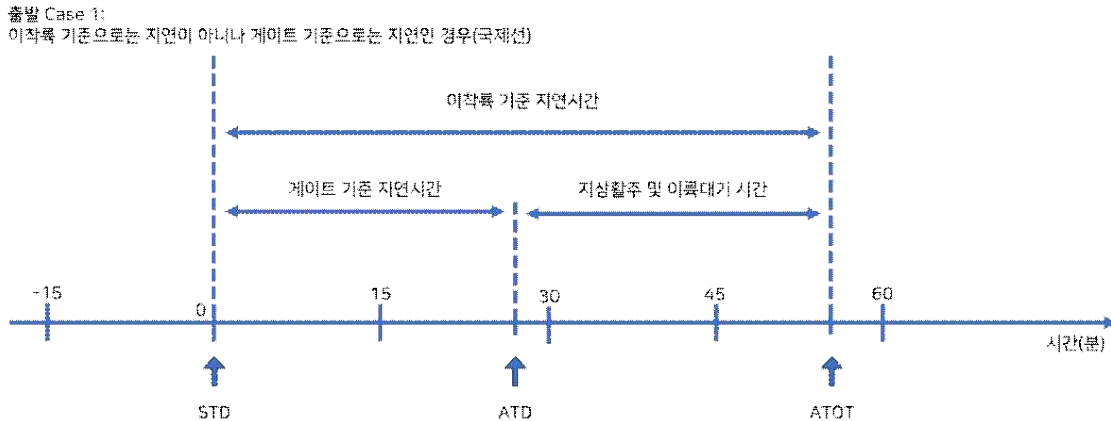 출발 Case 1:
이착륙 기준으로는 지연이 아니나 게이트 기준으로는 지연인 경우(국제선)
이착륙 기준 지연시간
게이트 기준 지연시간
지상활주 및 이륙대기 시간
-15
0
15
30
45
60
시간(분)
STD
ATD
ATOT